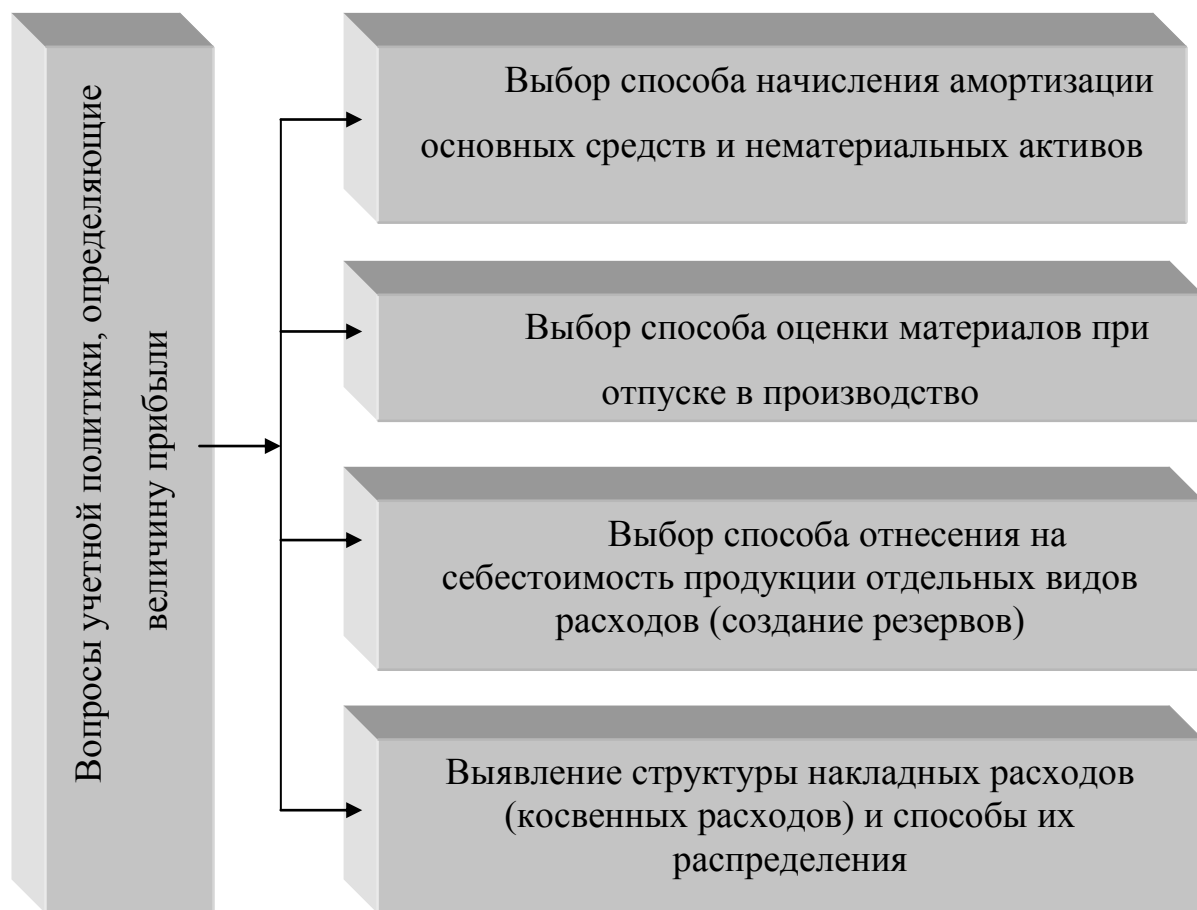 Вопросы учетной политики, определяющие
величину прибыли
Выбор способа начисления амортизации
основных средств и нематериальных активов
Выбор способа оценки материалов при
отпуске в производство
Выбор способа отнесения на
себестоимость продукции отдельных видов
расходов (создание резервов)
Выявление структуры накладных расходов
(косвенных расходов) и способы их
распределения